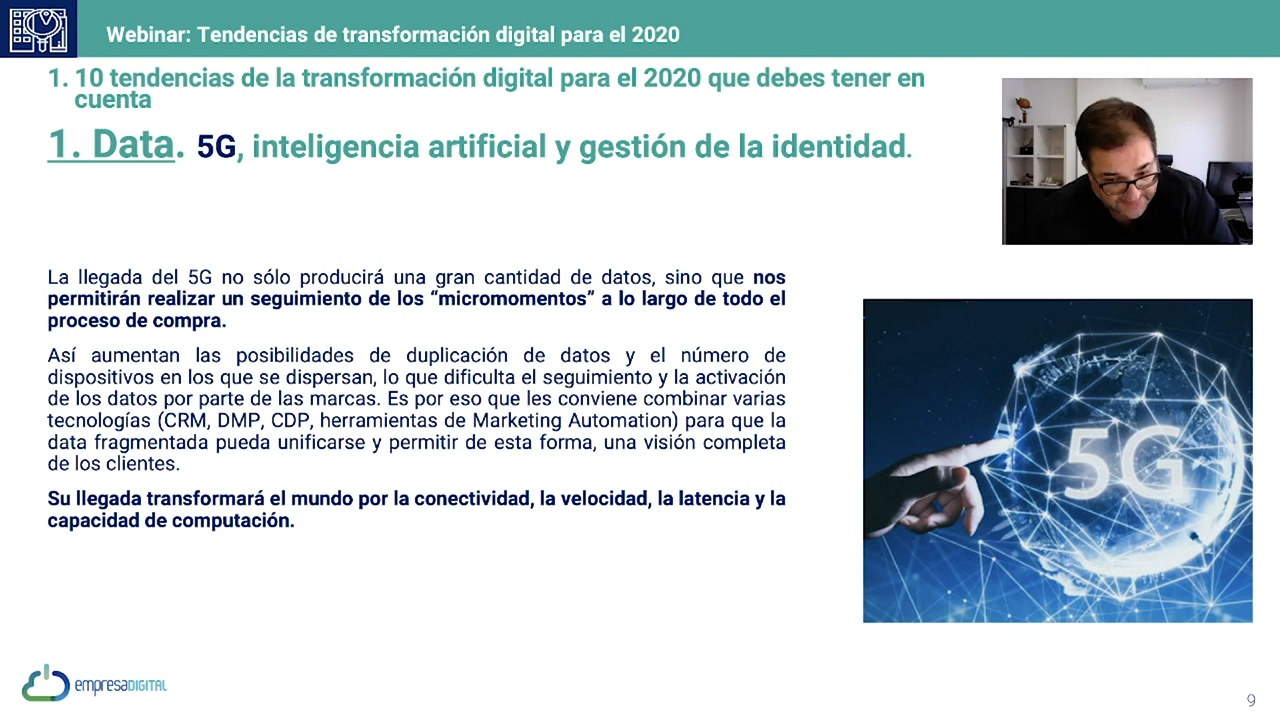 Webinar: Tendencias de transformación digital para el 2020
1. 10 tendencias de la transformación digital para el 2020 que debes tener en
cuenta
1. Data. 5G, inteligencia artificial y gestión de la identidad.
La llegada del 5G no sólo producirá una gran cantidad de datos, sino que nos
permitirán realizar un seguimiento de los “micromomentos” a lo largo de todo el
proceso de compra.
Así aumentan las posibilidades de duplicación de datos y el número de
dispositivos en los que se dispersan, lo que dificulta el seguimiento y la activación
de los datos por parte de las marcas. Es por eso que les conviene combinar varias
tecnologías (CRM, DMP, CDP, herramientas de Marketing Automation) para que la
data fragmentada pueda unificarse y permitir de esta forma, una visión completa
de los clientes.
Su llegada transformará el mundo por la conectividad, la velocidad, la latencia y la
capacidad de computación.
5G
empresaDIGITAL
9